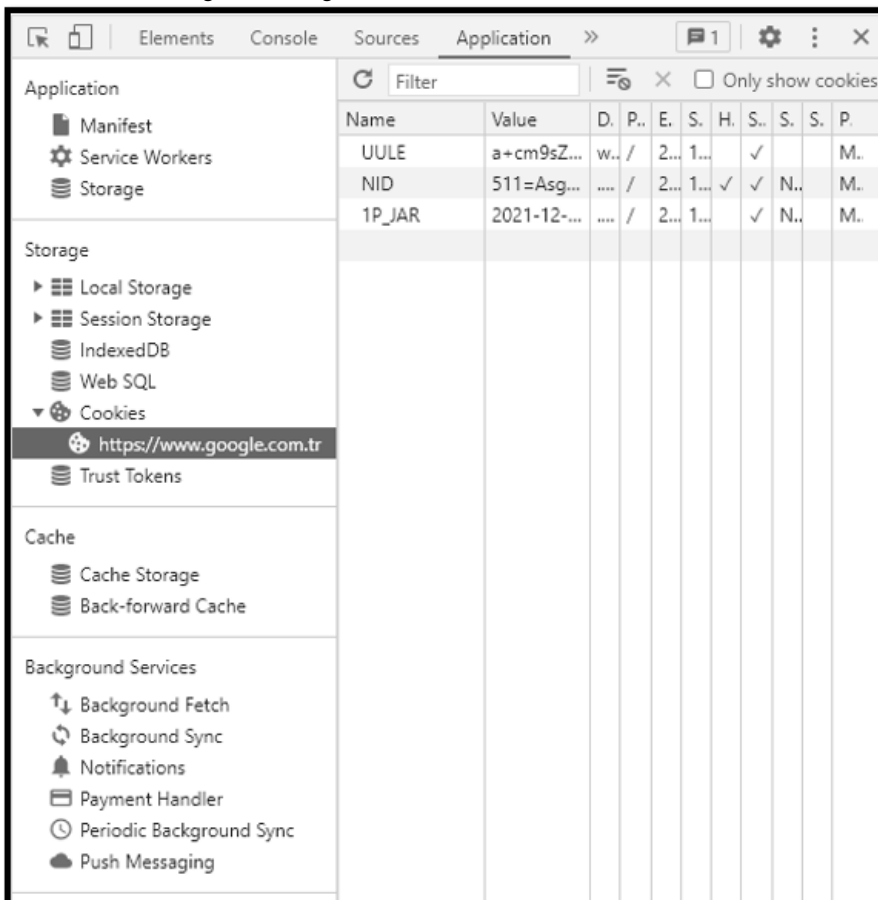 Elements Console Sources Application » 1
Application
Manifest
Service Workers
Storage
Storage
Local Storage
Session Storage
IndexedDB
Web SQL
Cookies
https://www.google.com.tr
Trust Tokens
Cache
Cache Storage
Back-forward Cache
Background Services
Background Fetch
Background Sync
Notifications
Payment Handler
Periodic Background Sync
Push Messaging
Filter Only show cookies
Name Value D. P... E. S. H. S... S. S. P.
UULE a+cm9sZ... w... / 2... 1... ✓ M...
NID 511=Asg... .... / 2... 1... ✓ ✓ N... M...
1P_JAR 2021-12-... .... / 2... 1... ✓ N... M...